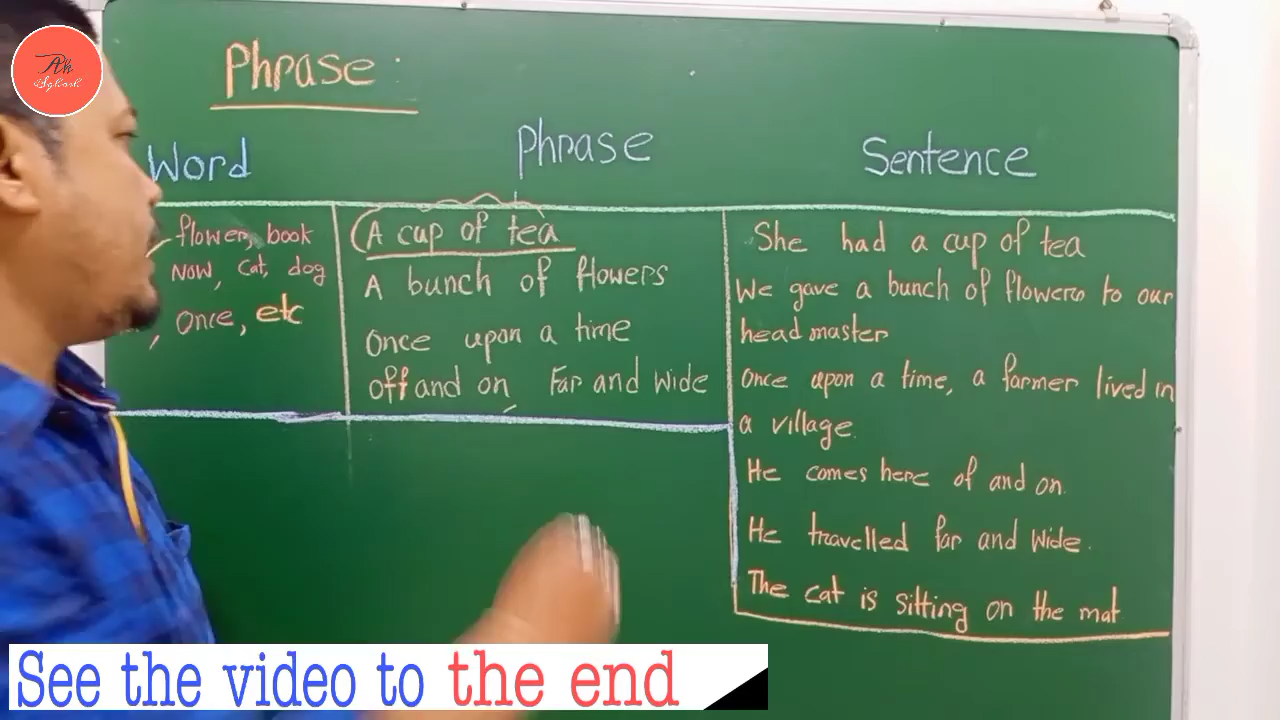 Ah
Sghosh
Phrase:
Word
Phrase
Sentence
flower, book
Now, cat, dog
, Once, etc
(A cup of tea
A bunch of flowers
Once upon a time
off and on, Far and wide
She had a cup of tea
We gave a bunch of flowers to our
head master
Once upon a time, a farmer lived in
a village.
He comes here of and on.
He travelled far and wide.
The cat is sitting on the mat
See the video to the end